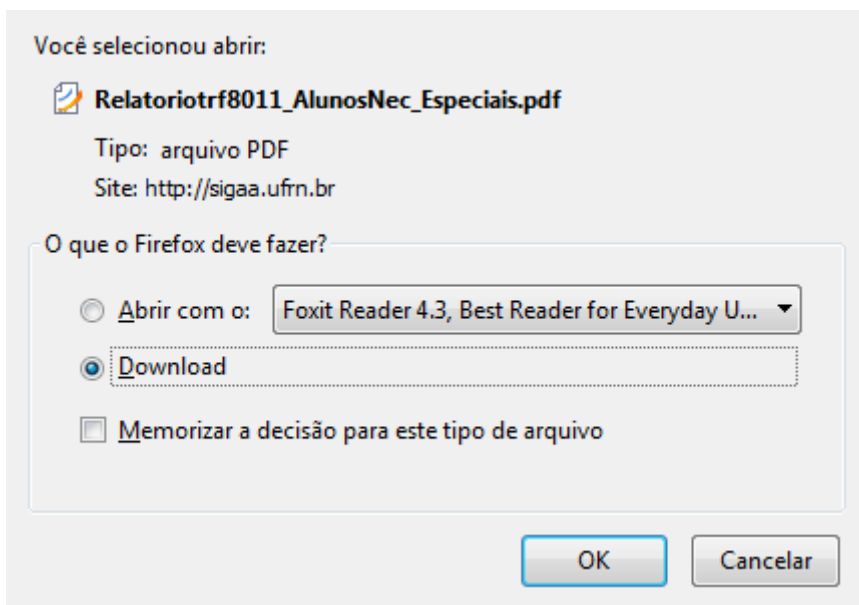 Você selecionou abrir:
Relatoriotrf8011_AlunosNec_Especiais.pdf
Tipo: arquivo PDF
Site: http://sigaa.ufrn.br
O que o Firefox deve fazer?
Abrir com o: Foxit Reader 4.3, Best Reader for Everyday U...
Download
Memorizar a decisão para este tipo de arquivo
OK Cancelar